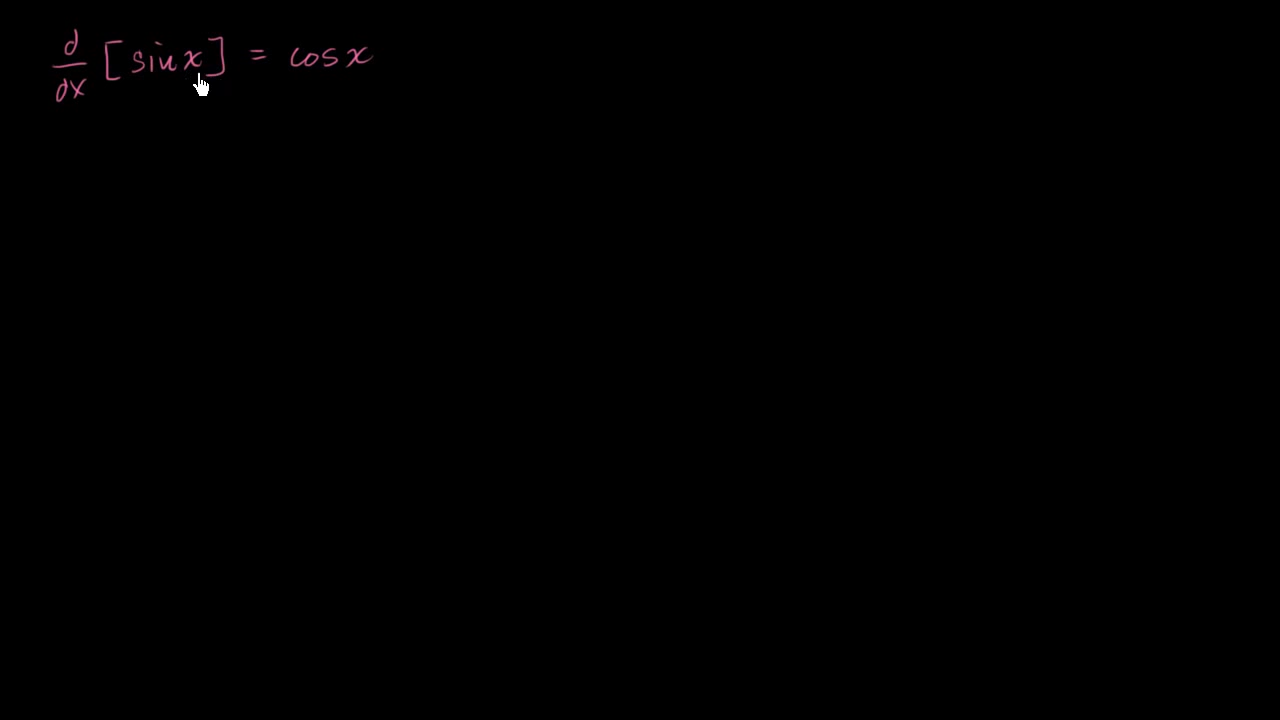 d/dx [sin x] = cos x